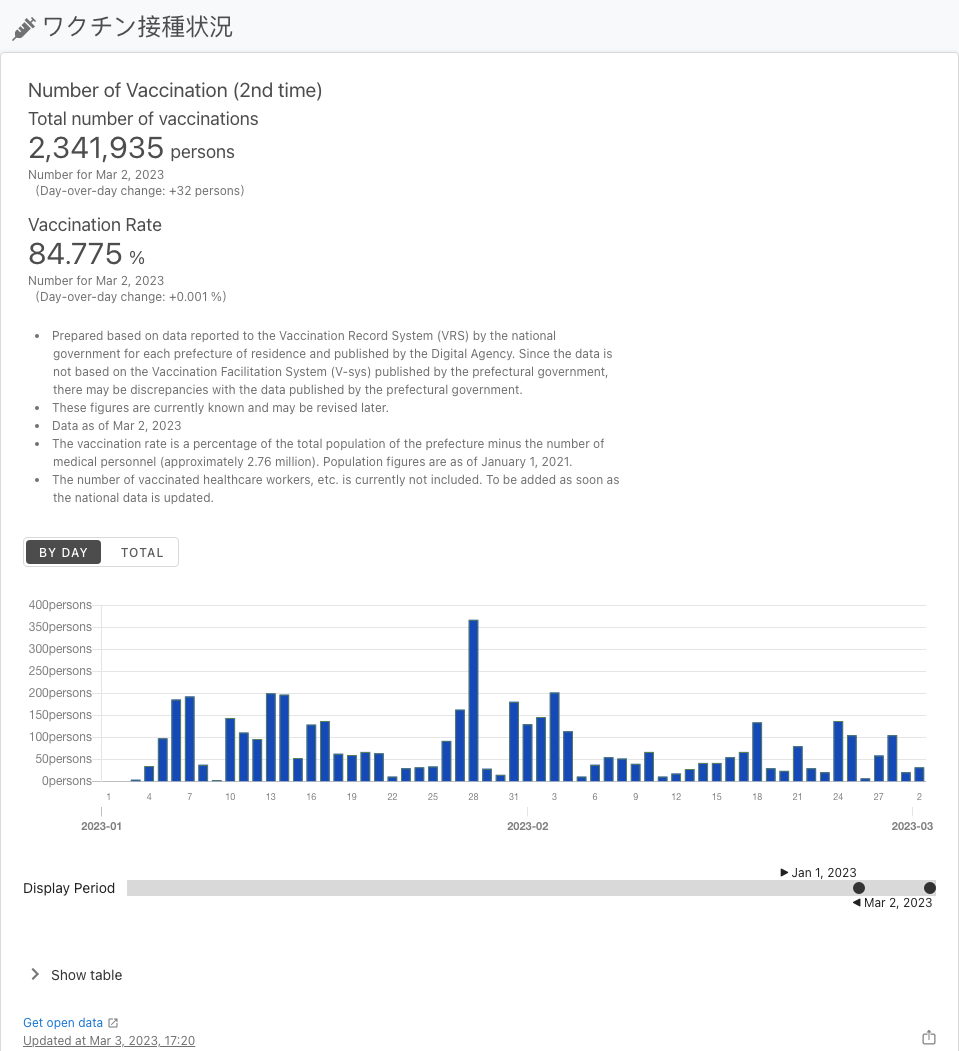 ワクチン接種状況
Number of Vaccination (2nd time)
Total number of vaccinations
2,341,935 persons
Number for Mar 2, 2023
(Day-over-day change: +32 persons)
Vaccination Rate
84.775 %
Number for Mar 2, 2023
(Day-over-day change: +0.001 %)
• Prepared based on data reported to the Vaccination Record System (VRS) by the national
government for each prefecture of residence and published by the Digital Agency. Since the data is
not based on the Vaccination Facilitation System (V-sys) published by the prefectural government,
there may be discrepancies with the data published by the prefectural government.
• These figures are currently known and may be revised later.
• Data as of Mar 2, 2023
• The vaccination rate is a percentage of the total population of the prefecture minus the number of
medical personnel (approximately 2.76 million). Population figures are as of January 1, 2021.
• The number of vaccinated healthcare workers, etc. is currently not included. To be added as soon as
the national data is updated.
BY DAY TOTAL
400persons
350persons
300persons
250persons
200persons
150persons
100persons
50persons
0persons
1 4 7 10 13 16 19 22 25 28 31 3 6 9 12 15 18 21 24 27 2
2023-01 2023-02 2023-03
Jan 1, 2023
Display Period
Mar 2, 2023
Show table
Get open data
Updated at Mar 3, 2023, 17:20